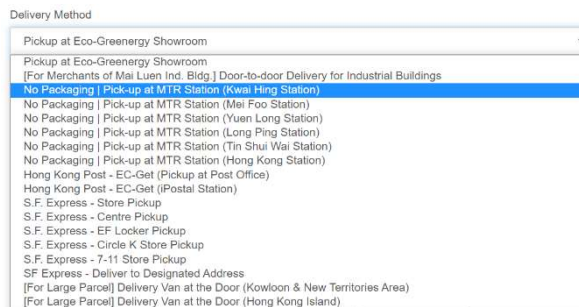 Delivery Method
Pickup at Eco-Greenergy Showroom
Pickup at Eco-Greenergy Showroom
[For Merchants of Mai Luen Ind. Bldg.] Door-to-door Delivery for Industrial Buildings
No Packaging | Pick-up at MTR Station (Kwai Hing Station)
No Packaging | Pick-up at MTR Station (Mei Foo Station)
No Packaging | Pick-up at MTR Station (Yuen Long Station)
No Packaging | Pick-up at MTR Station (Long Ping Station)
No Packaging | Pick-up at MTR Station (Tin Shui Wai Station)
No Packaging | Pick-up at MTR Station (Hong Kong Station)
Hong Kong Post - EC-Get (Pickup at Post Office)
Hong Kong Post - EC-Get (iPostal Station)
S.F. Express - Store Pickup
S.F. Express - Centre Pickup
S.F. Express - EF Locker Pickup
S.F. Express - Circle K Store Pickup
S.F. Express - 7-11 Store Pickup
SF Express - Deliver to Designated Address
[For Large Parcel] Delivery Van at the Door (Kowloon & New Territories Area)
[For Large Parcel] Delivery Van at the Door (Hong Kong Island)